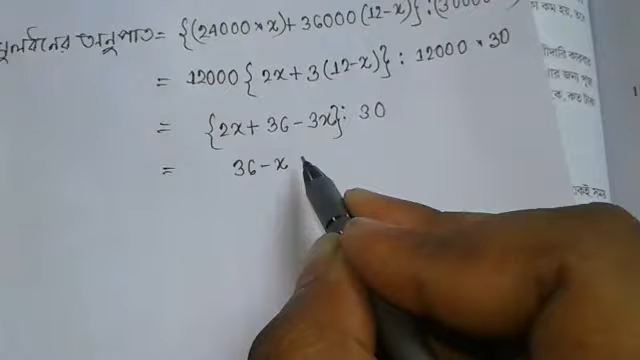 মূলধনের অনুপাত = {(24000 × x) + 36000 (12-x)} : (30000
= 12000 { 2x + 3 (12-x)} : 12000 × 30
= {2x + 36 - 3x} : 30
= 36 - x